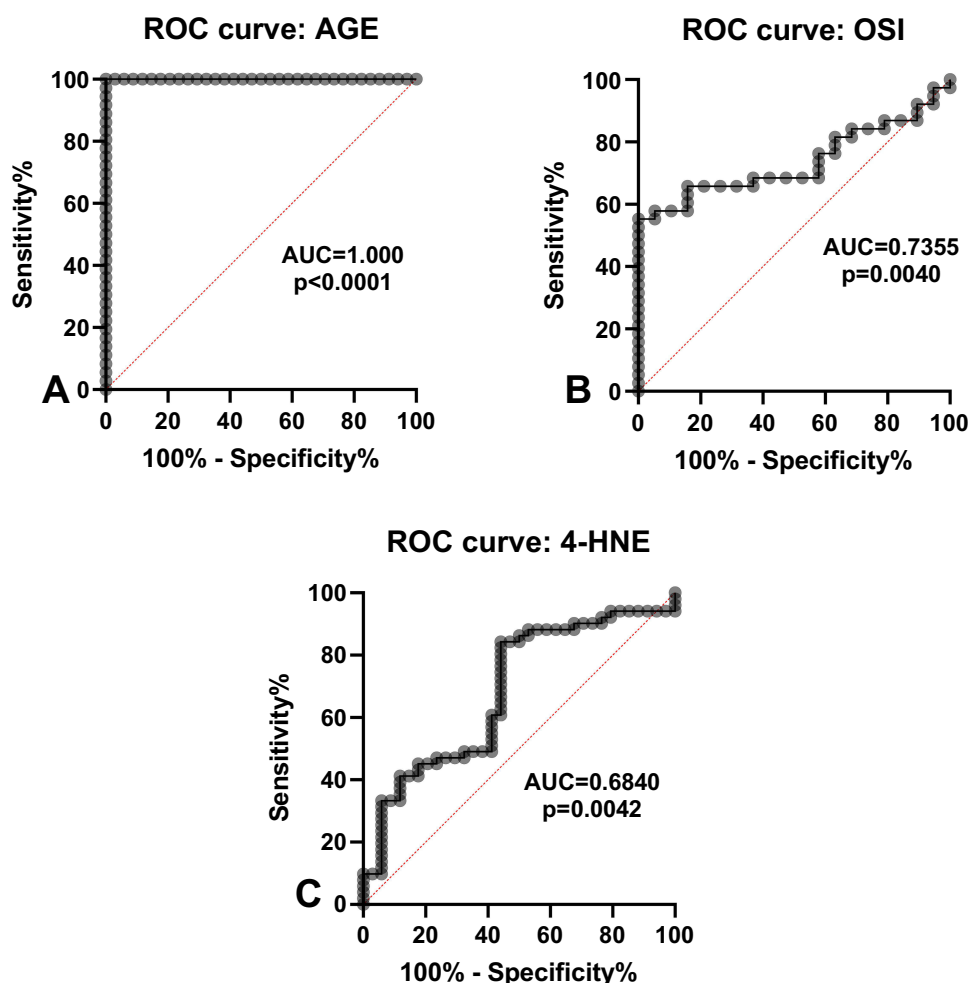 ROC curve: AGE
100
80
60
40
20
0
Sensitivity%
AUC=1.000
p<0.0001
A
0 20 40 60 80 100
100% - Specificity%
ROC curve: OSI
100
80
60
40
20
0
Sensitivity%
AUC=0.7355
p=0.0040
B
0 20 40 60 80 100
100% - Specificity%
ROC curve: 4-HNE
100
80
60
40
20
0
Sensitivity%
AUC=0.6840
p=0.0042
C
0 20 40 60 80 100
100% - Specificity%